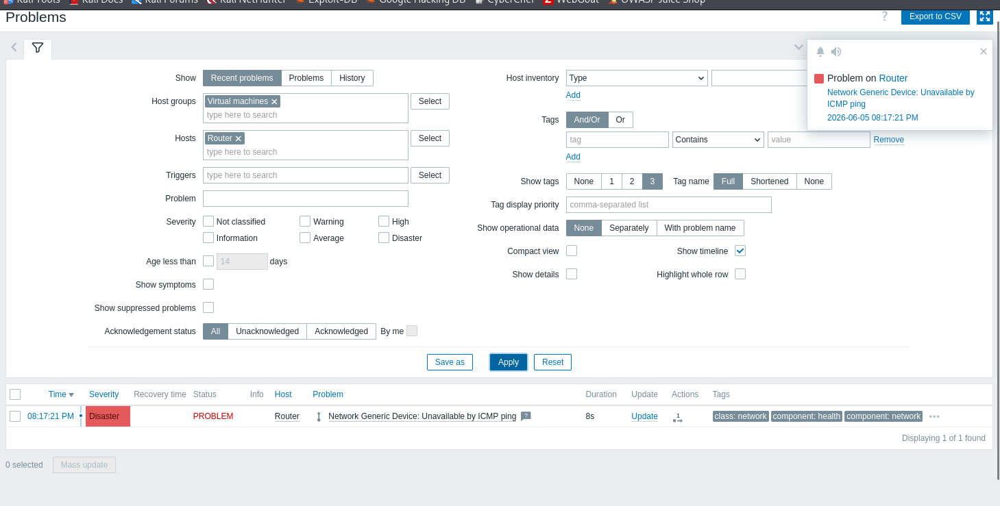 Kali Tools Kali Docs Kali Forums Kali NetHunter Exploit-DB Google Hacking DB CyberChef WebGoat OWASP Juice Shop
Problems
? Export to CSV
Problem on Router
Network Generic Device: Unavailable by
ICMP ping
2026-06-05 08:17:21 PM
Show Recent problems Problems History
Host groups Virtual machines Select
type here to search
Hosts Router Select
type here to search
Triggers type here to search Select
Problem
Severity Not classified Warning High
Information Average Disaster
Age less than 14 days
Show symptoms
Show suppressed problems
Acknowledgement status All Unacknowledged Acknowledged By me
Host inventory Type
Add
Tags And/Or Or
tag Contains value Remove
Add
Show tags None 1 2 3 Tag name Full Shortened None
Tag display priority comma-separated list
Show operational data None Separately With problem name
Compact view Show timeline
Show details Highlight whole row
Save as Apply Reset
Time Severity Recovery time Status Info Host Problem Duration Update Actions Tags
08:17:21 PM Disaster PROBLEM Router Network Generic Device: Unavailable by ICMP ping ? 8s Update 1 class: network component: health component: network
Displaying 1 of 1 found
0 selected Mass update